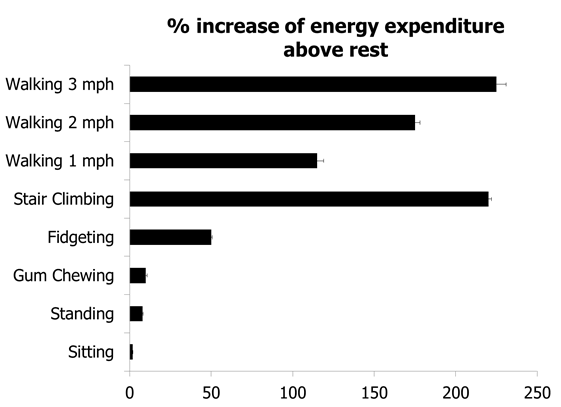 % increase of energy expenditure
above rest
Walking 3 mph
Walking 2 mph
Walking 1 mph
Stair Climbing
Fidgeting
Gum Chewing
Standing
Sitting
0 50 100 150 200 250